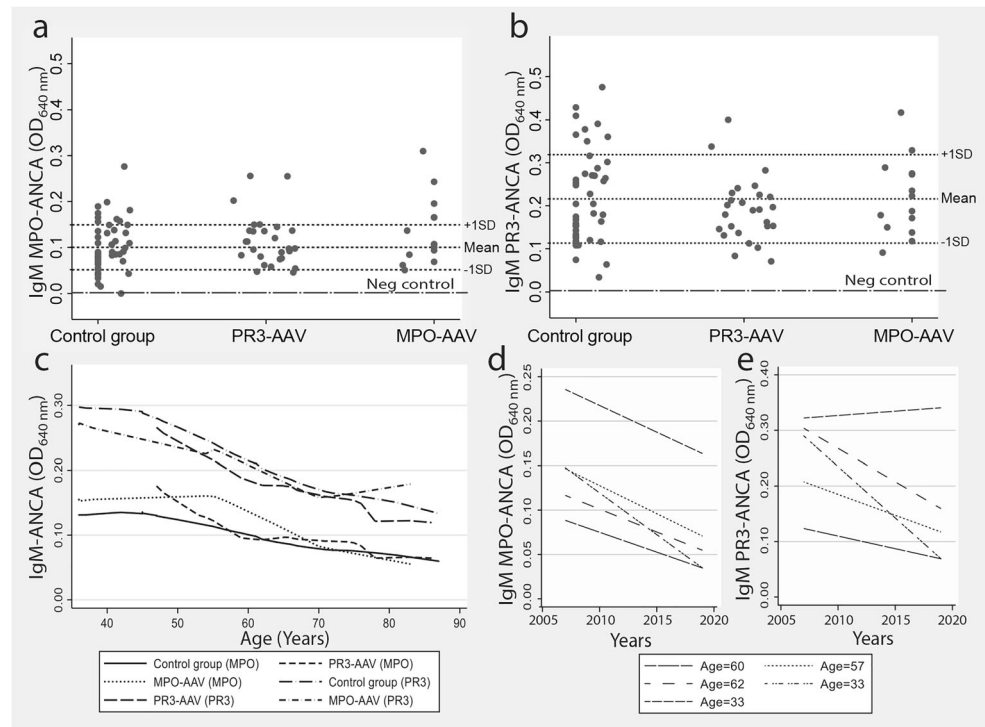 a
IgM MPO-ANCA (OD640 nm)
0.5
0.4
0.3
0.2
0.1
0.0
+1SD
Mean
-1SD
Neg control
Control group PR3-AAV MPO-AAV
b
IgM PR3-ANCA (OD640 nm)
0.5
0.4
0.3
0.2
0.1
0.0
+1SD
Mean
-1SD
Neg control
Control group PR3-AAV MPO-AAV
c
IgM-ANCA (OD640 nm)
0.30
0.20
0.10
0.00
40 50 60 70 80 90
Age (Years)
Control group (MPO) PR3-AAV (MPO)
MPO-AAV (MPO) Control group (PR3)
PR3-AAV (PR3) MPO-AAV (PR3)
d
IgM MPO-ANCA (OD640 nm)
0.25
0.20
0.15
0.10
0.05
0.00
2005 2010 2015 2020
Years
e
IgM PR3-ANCA (OD640 nm)
0.40
0.30
0.20
0.10
0.00
2005 2010 2015 2020
Years
Age=60 Age=57
Age=62 Age=33
Age=33